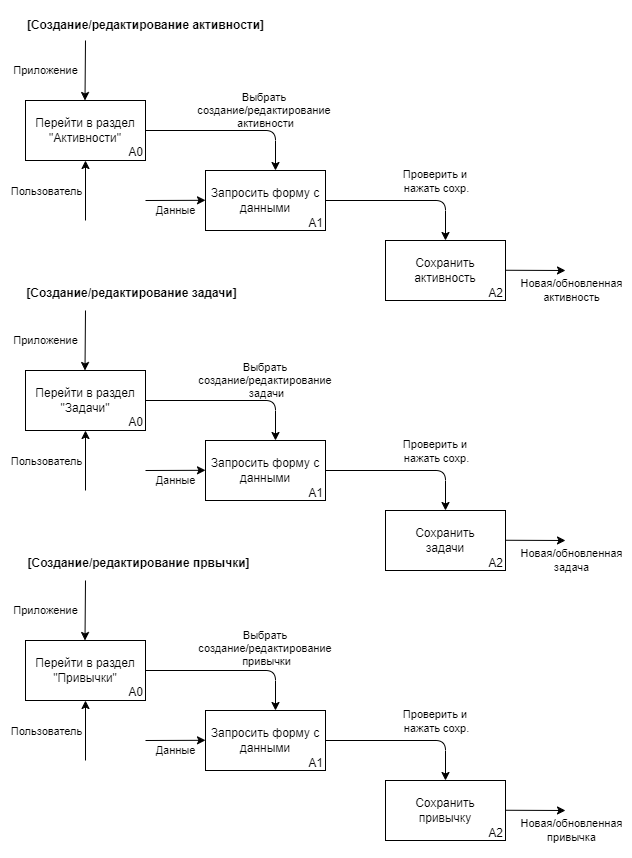 [Создание/редактирование активности]
Приложение
Выбрать
создание/редактирование
активности
Перейти в раздел
"Активности"
A0
Проверить и
нажать сохр.
Пользователь
Данные
Запросить форму с
данными
A1
Сохранить
активность
A2
Новая/обновленная
активность
[Создание/редактирование задачи]
Приложение
Выбрать
создание/редактирование
задачи
Перейти в раздел
"Задачи"
A0
Проверить и
нажать сохр.
Пользователь
Данные
Запросить форму с
данными
A1
Сохранить
задачи
A2
Новая/обновленная
задача
[Создание/редактирование првычки]
Приложение
Выбрать
создание/редактирование
привычки
Перейти в раздел
"Привычки"
A0
Проверить и
нажать сохр.
Пользователь
Данные
Запросить форму с
данными
A1
Сохранить
привычку
A2
Новая/обновленная
привычка